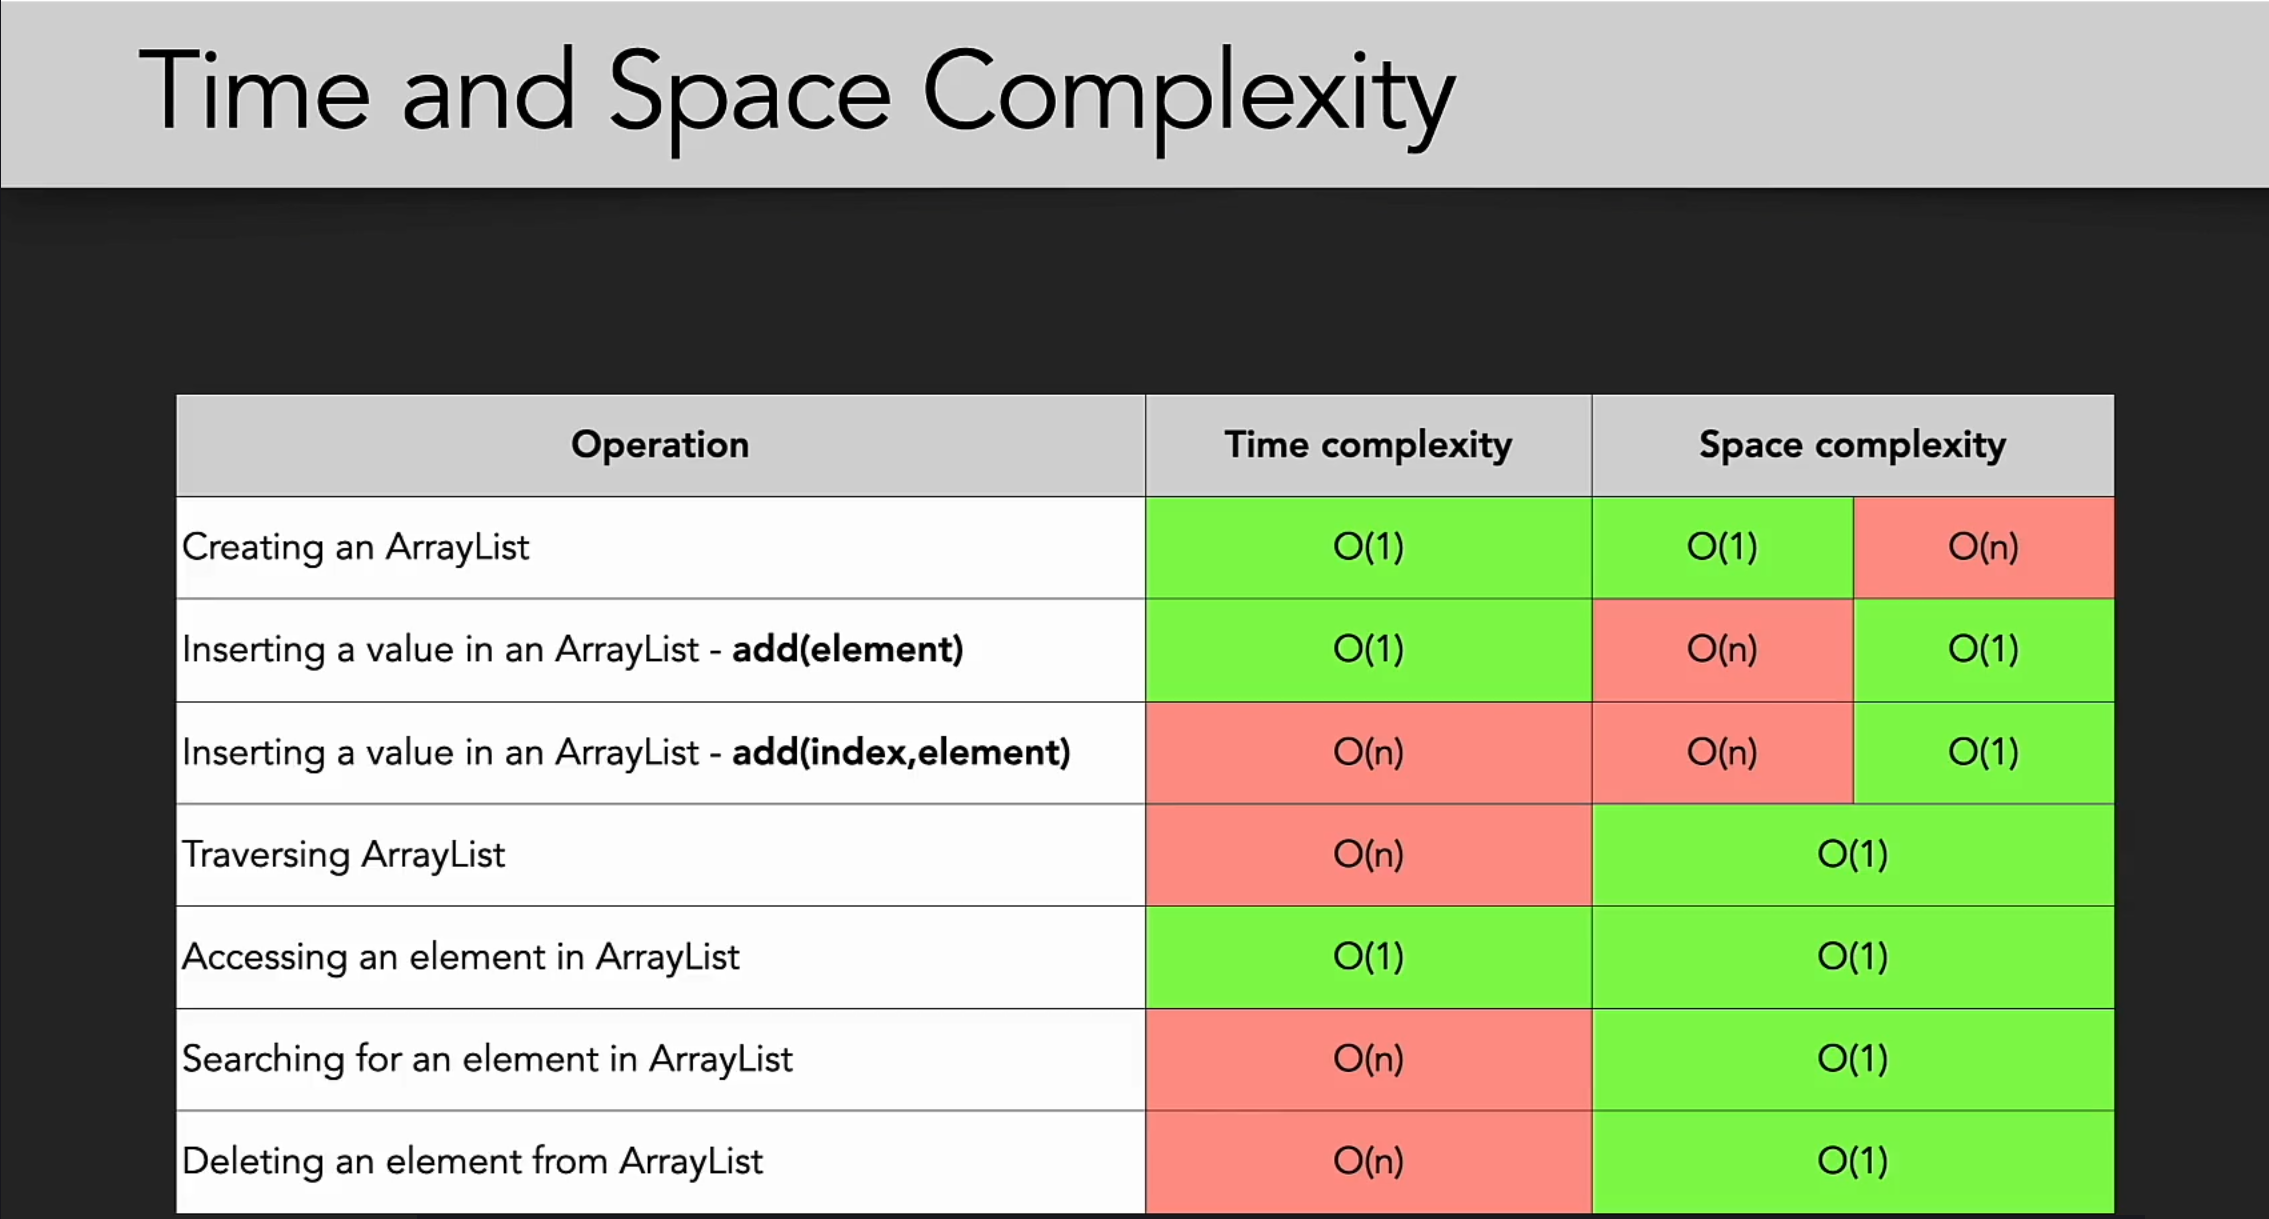 Time and Space Complexity
Operation Time complexity Space complexity
Creating an ArrayList O(1) O(1) O(n)
Inserting a value in an ArrayList - add(element) O(1) O(n) O(1)
Inserting a value in an ArrayList - add(index,element) O(n) O(n) O(1)
Traversing ArrayList O(n) O(1)
Accessing an element in ArrayList O(1) O(1)
Searching for an element in ArrayList O(n) O(1)
Deleting an element from ArrayList O(n) O(1)